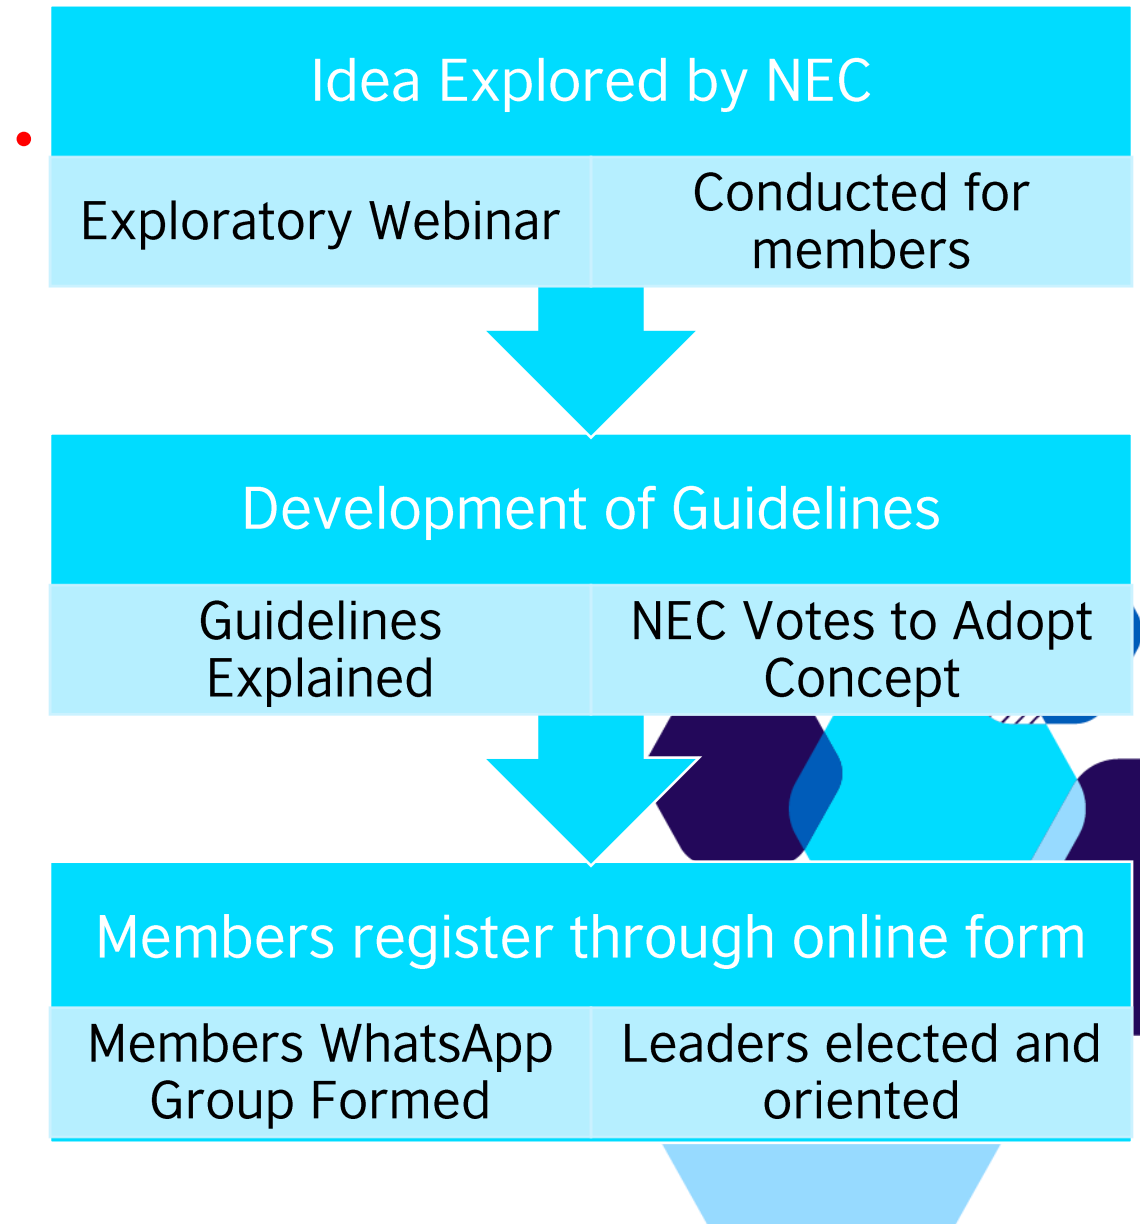 Idea Explored by NEC
Exploratory Webinar
Conducted for
members
Development of Guidelines
Guidelines
Explained
NEC Votes to Adopt
Concept
Members register through online form
Members WhatsApp
Group Formed
Leaders elected and
oriented